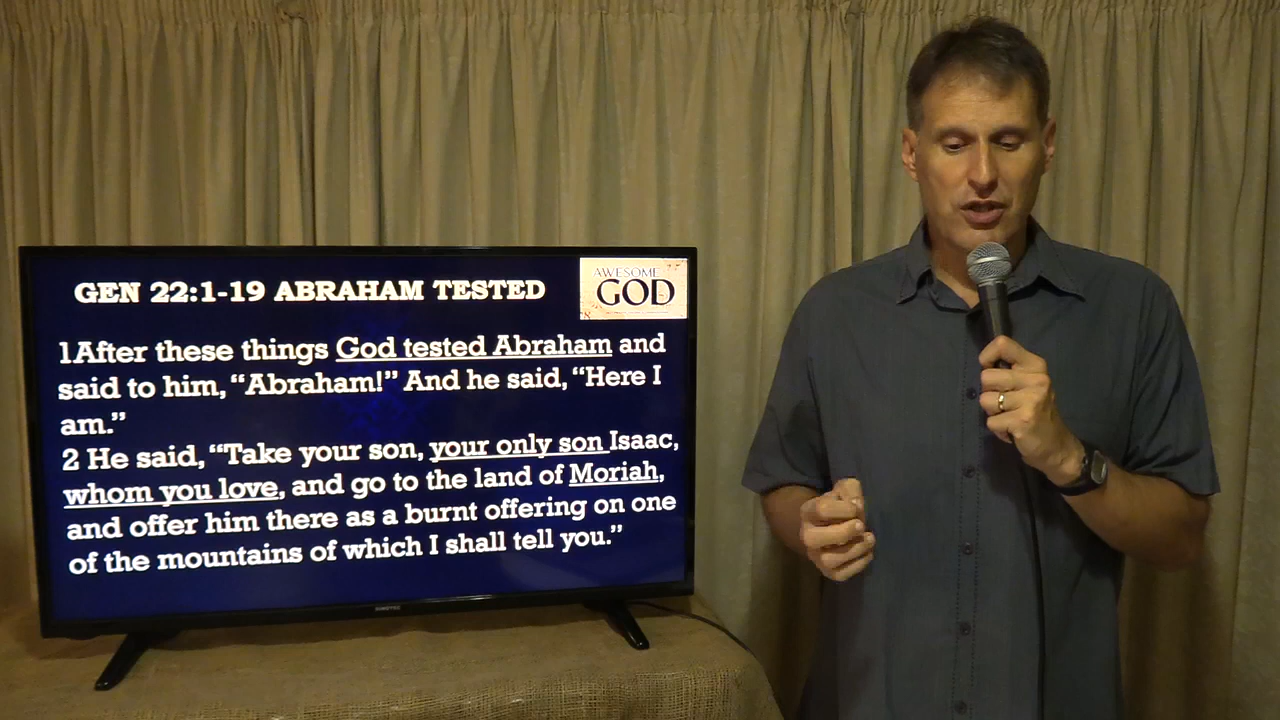 GEN 22:1-19 ABRAHAM TESTED
AWESOME
GOD
1After these things God tested Abraham and
said to him, “Abraham!” And he said, “Here I
am.”
2 He said, “Take your son, your only son Isaac,
whom you love, and go to the land of Moriah,
and offer him there as a burnt offering on one
of the mountains of which I shall tell you.”